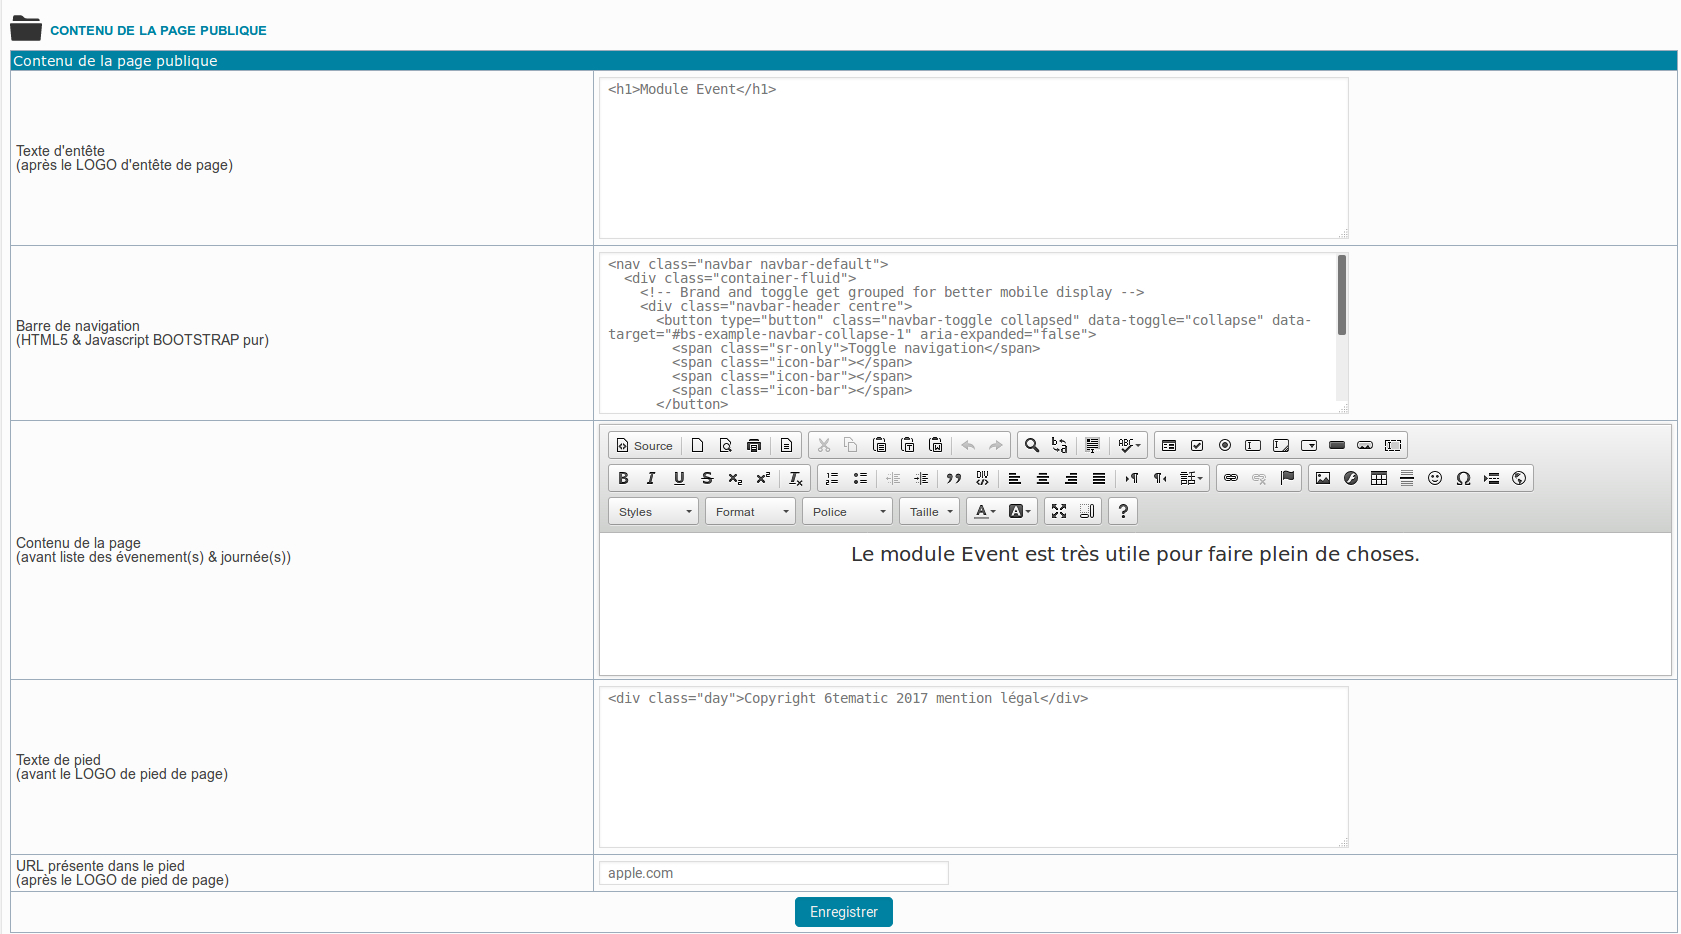 CONTENU DE LA PAGE PUBLIQUE
Contenu de la page publique
Texte d'entête
(après le LOGO d'entête de page)
<h1>Module Event</h1>
Barre de navigation
(HTML5 & Javascript BOOTSTRAP pur)
<nav class="navbar navbar-default">
  <div class="container-fluid">
    <!-- Brand and toggle get grouped for better mobile display -->
    <div class="navbar-header centre">
      <button type="button" class="navbar-toggle collapsed" data-toggle="collapse" data-
target="#bs-example-navbar-collapse-1" aria-expanded="false">
        <span class="sr-only">Toggle navigation</span>
        <span class="icon-bar"></span>
        <span class="icon-bar"></span>
        <span class="icon-bar"></span>
      </button>
Contenu de la page
(avant liste des évenement(s) & journée(s))
Source
Styles Format Police Taille
Le module Event est très utile pour faire plein de choses.
Texte de pied
(avant le LOGO de pied de page)
<div class="day">Copyright 6tematic 2017 mention légal</div>
URL présente dans le pied
(après le LOGO de pied de page)
apple.com
Enregistrer